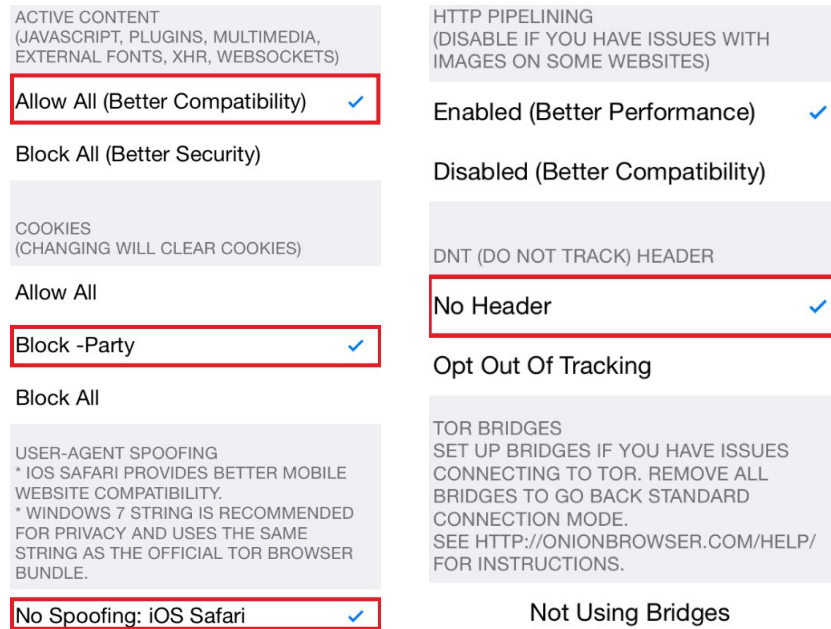 ACTIVE CONTENT
(JAVASCRIPT, PLUGINS, MULTIMEDIA,
EXTERNAL FONTS, XHR, WEBSOCKETS)
Allow All (Better Compatibility)
Block All (Better Security)
COOKIES
(CHANGING WILL CLEAR COOKIES)
Allow All
Block -Party
Block All
USER-AGENT SPOOFING
* IOS SAFARI PROVIDES BETTER MOBILE
WEBSITE COMPATIBILITY.
* WINDOWS 7 STRING IS RECOMMENDED
FOR PRIVACY AND USES THE SAME
STRING AS THE OFFICIAL TOR BROWSER
BUNDLE.
No Spoofing: iOS Safari
HTTP PIPELINING
(DISABLE IF YOU HAVE ISSUES WITH
IMAGES ON SOME WEBSITES)
Enabled (Better Performance)
Disabled (Better Compatibility)
DNT (DO NOT TRACK) HEADER
No Header
Opt Out Of Tracking
TOR BRIDGES
SET UP BRIDGES IF YOU HAVE ISSUES
CONNECTING TO TOR. REMOVE ALL
BRIDGES TO GO BACK STANDARD
CONNECTION MODE.
SEE HTTP://ONIONBROWSER.COM/HELP/
FOR INSTRUCTIONS.
Not Using Bridges